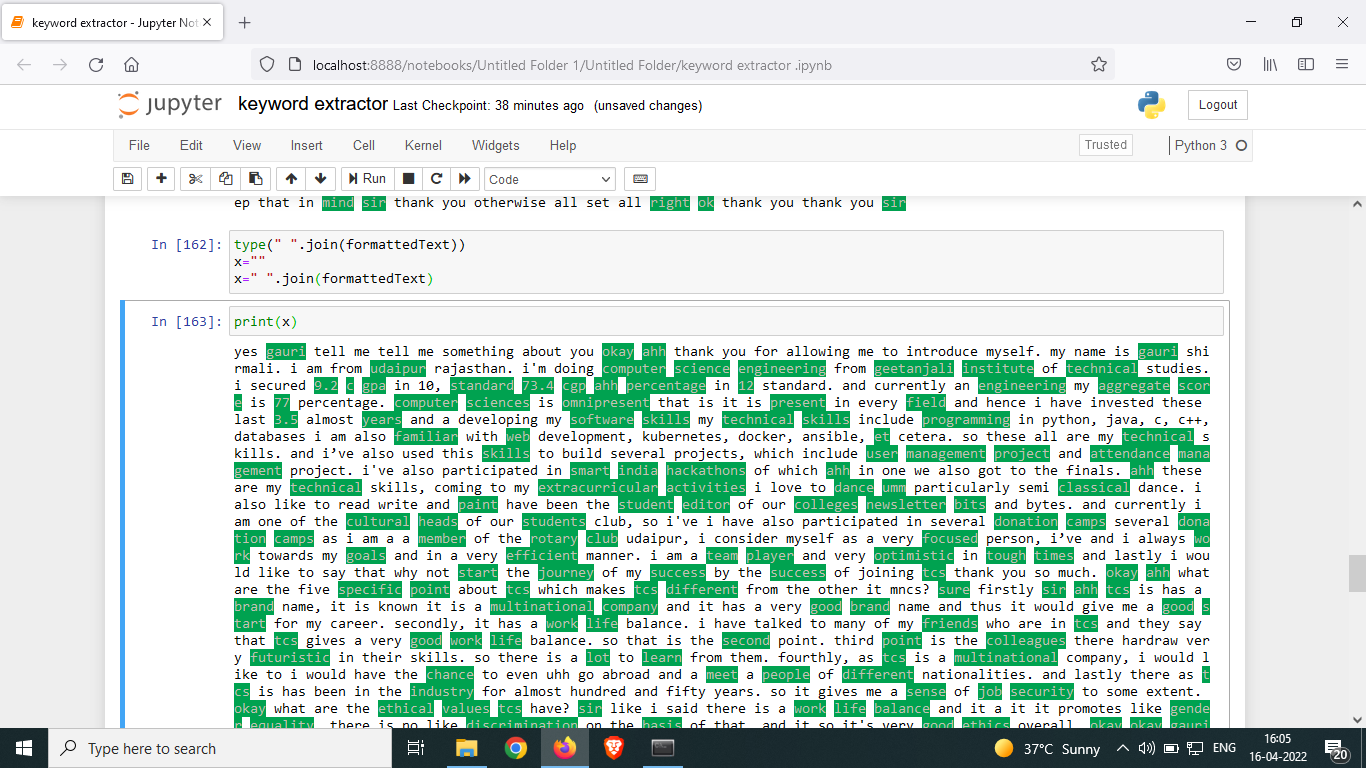 keyword extractor - Jupyter Not
localhost:8888/notebooks/Untitled Folder 1/Untitled Folder/keyword extractor .ipynb
jupyter keyword extractor Last Checkpoint: 38 minutes ago (unsaved changes)
Logout
File Edit View Insert Cell Kernel Widgets Help
Trusted
Python 3
Run
Code
ep that in mind sir thank you otherwise all set all right ok thank you thank you sir
In [162]: type(" ".join(formattedText))
x=""
x=" ".join(formattedText)
In [163]: print(x)
yes gauri tell me tell me something about you okay ahh thank you for allowing me to introduce myself. my name is gauri shi
rmali. i am from udaipur rajasthan. i'm doing computer science engineering from geetanjali institute of technical studies.
i secured 9.2 c gpa in 10, standard 73.4 cgp ahh percentage in 12 standard. and currently an engineering my aggregate scor
e is 77 percentage. computer sciences is omnipresent that is it is present in every field and hence i have invested these
last 3.5 almost years and a developing my software skills my technical skills include programming in python, java, c, c++,
databases i am also familiar with web development, kubernetes, docker, ansible, et cetera. so these all are my technical s
kills. and i’ve also used this skills to build several projects, which include user management project and attendance mana
gement project. i've also participated in smart india hackathons of which ahh in one we also got to the finals. ahh these
are my technical skills, coming to my extracurricular activities i love to dance umm particularly semi classical dance. i
also like to read write and paint have been the student editor of our colleges newsletter bits and bytes. and currently i
am one of the cultural heads of our students club, so i've i have also participated in several donation camps several dona
tion camps as i am a a member of the rotary club udaipur, i consider myself as a very focused person, i’ve and i always wo
rk towards my goals and in a very efficient manner. i am a team player and very optimistic in tough times and lastly i wou
ld like to say that why not start the journey of my success by the success of joining tcs thank you so much. okay ahh what
are the five specific point about tcs which makes tcs different from the other it mncs? sure firstly sir ahh tcs is has a
brand name, it is known it is a multinational company and it has a very good brand name and thus it would give me a good s
tart for my career. secondly, it has a work life balance. i have talked to many of my friends who are in tcs and they say
that tcs gives a very good work life balance. so that is the second point. third point is the colleagues there hardraw ver
y futuristic in their skills. so there is a lot to learn from them. fourthly, as tcs is a multinational company, i would l
ike to i would have the chance to even uhh go abroad and a meet a people of different nationalities. and lastly there as t
cs is has been in the industry for almost hundred and fifty years. so it gives me a sense of job security to some extent.
okay what are the ethical values tcs have? sir like i said there is a work life balance and it a it it promotes like gende
r equality, there is no like discrimination on the basis of that. and it so it's very good ethics overall. okay okay gauri
Type here to search
37°C Sunny
ENG
16:05
16-04-2022
20